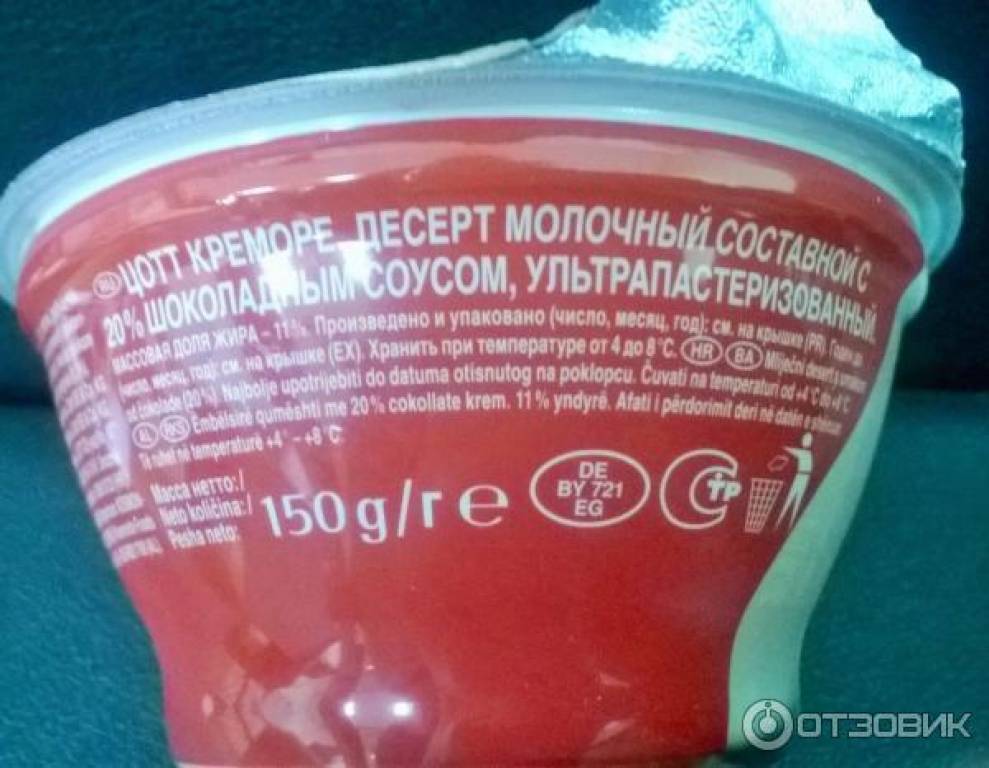 RU ЦОТТ КРЕМОРЕ, ДЕСЕРТ МОЛОЧНЫЙ СОСТАВНОЙ С
20% ШОКОЛАДНЫМ СОУСОМ, УЛЬТРАПАСТЕРИЗОВАННЫЙ.
МАССОВАЯ ДОЛЯ ЖИРА – 11%. Произведено и упаковано (число, месяц, год): см. на крышке (PR). Годен до
(число, месяц, год): см. на крышке (EX). Хранить при температуре от 4 до 8°С. HR BA Mliječni desert s umakom
od čokolade (20%). Najbolje upotrijebiti do datuma otisnutog na poklopcu. Čuvati na temperaturi od +4°C do +8°C.
AL RKS Ëmbëlsirë qumështi me 20% cokollate krem. 11% yndyrë. Afati i përdorimit deri në datën e
Të ruhet në temperaturë +4° – +8°C
Масса нетто:/
Neto količina:/
Pesha neto:
150 g/г e
DE
BY 721
EG
СТР
ОТЗОВИК